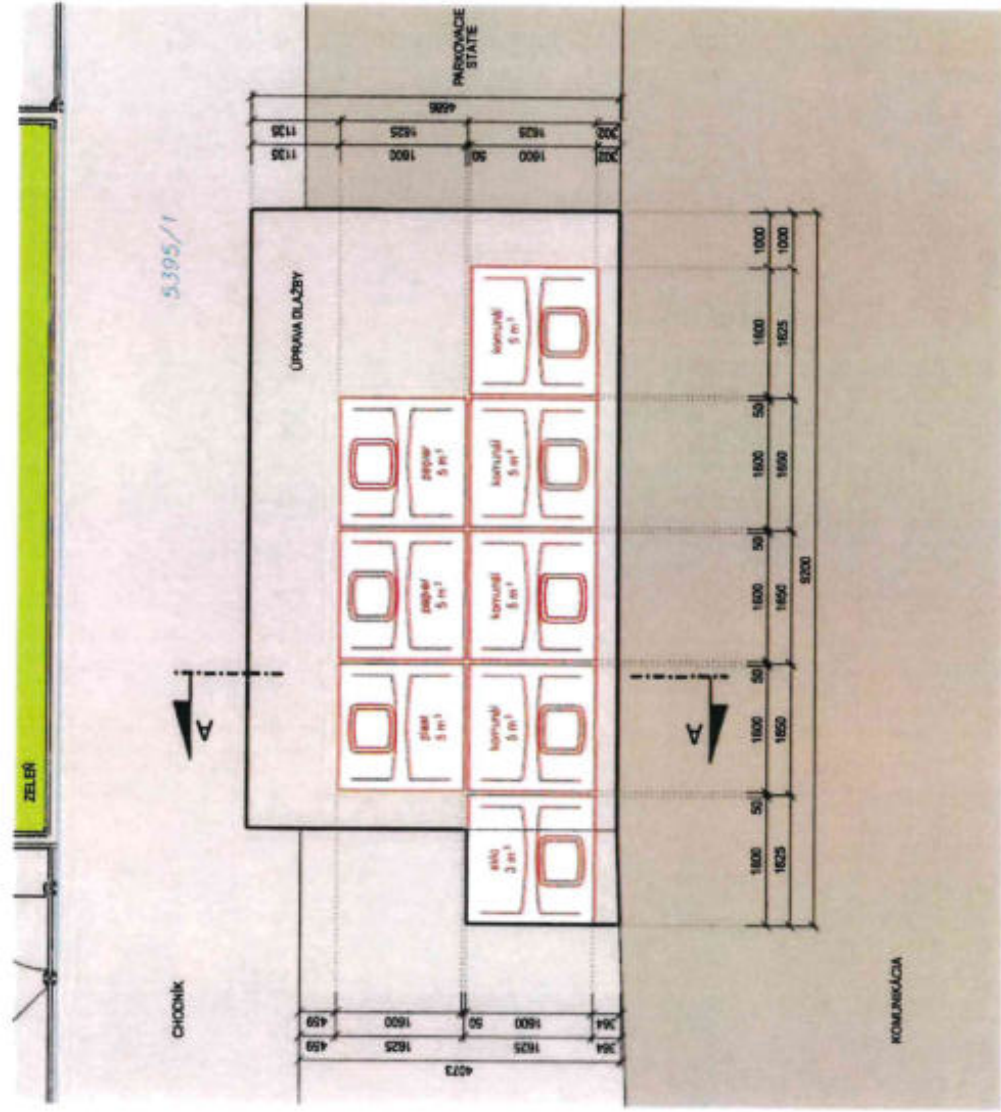 ZELEŇ
CHODNÍK
5395/1
ÚPRAVA DLAŽBY
PARKOVACIE
STÁTIE
plast
5 m³
papier
5 m³
papier
5 m³
sklo
3 m³
komunál
5 m³
komunál
5 m³
komunál
5 m³
komunál
5 m³
A
A
459
1600
50
1600
364
459
1625
1625
364
4073
1135
1600
50
1600
302
1135
1625
1625
302
4686
1600
50
1600
50
1600
50
1600
50
1600
1000
1625
1650
1650
1650
1625
1000
9200
KOMUNIKÁCIA